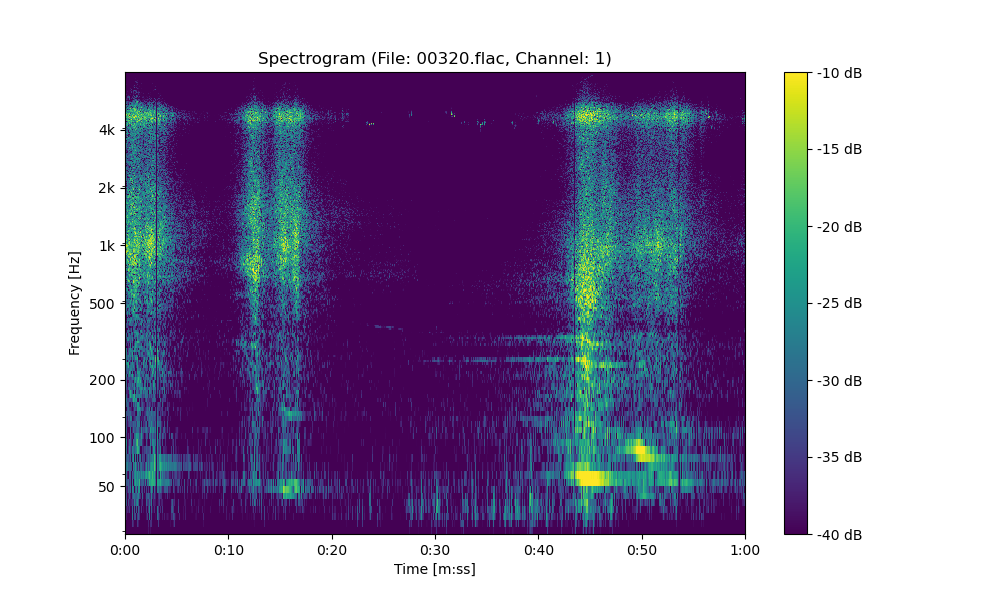 Spectrogram (File: 00320.flac, Channel: 1)
Frequency [Hz]
4k
2k
1k
500
200
100
50
0:00 0:10 0:20 0:30 0:40 0:50 1:00
Time [m:ss]
-10 dB
-15 dB
-20 dB
-25 dB
-30 dB
-35 dB
-40 dB